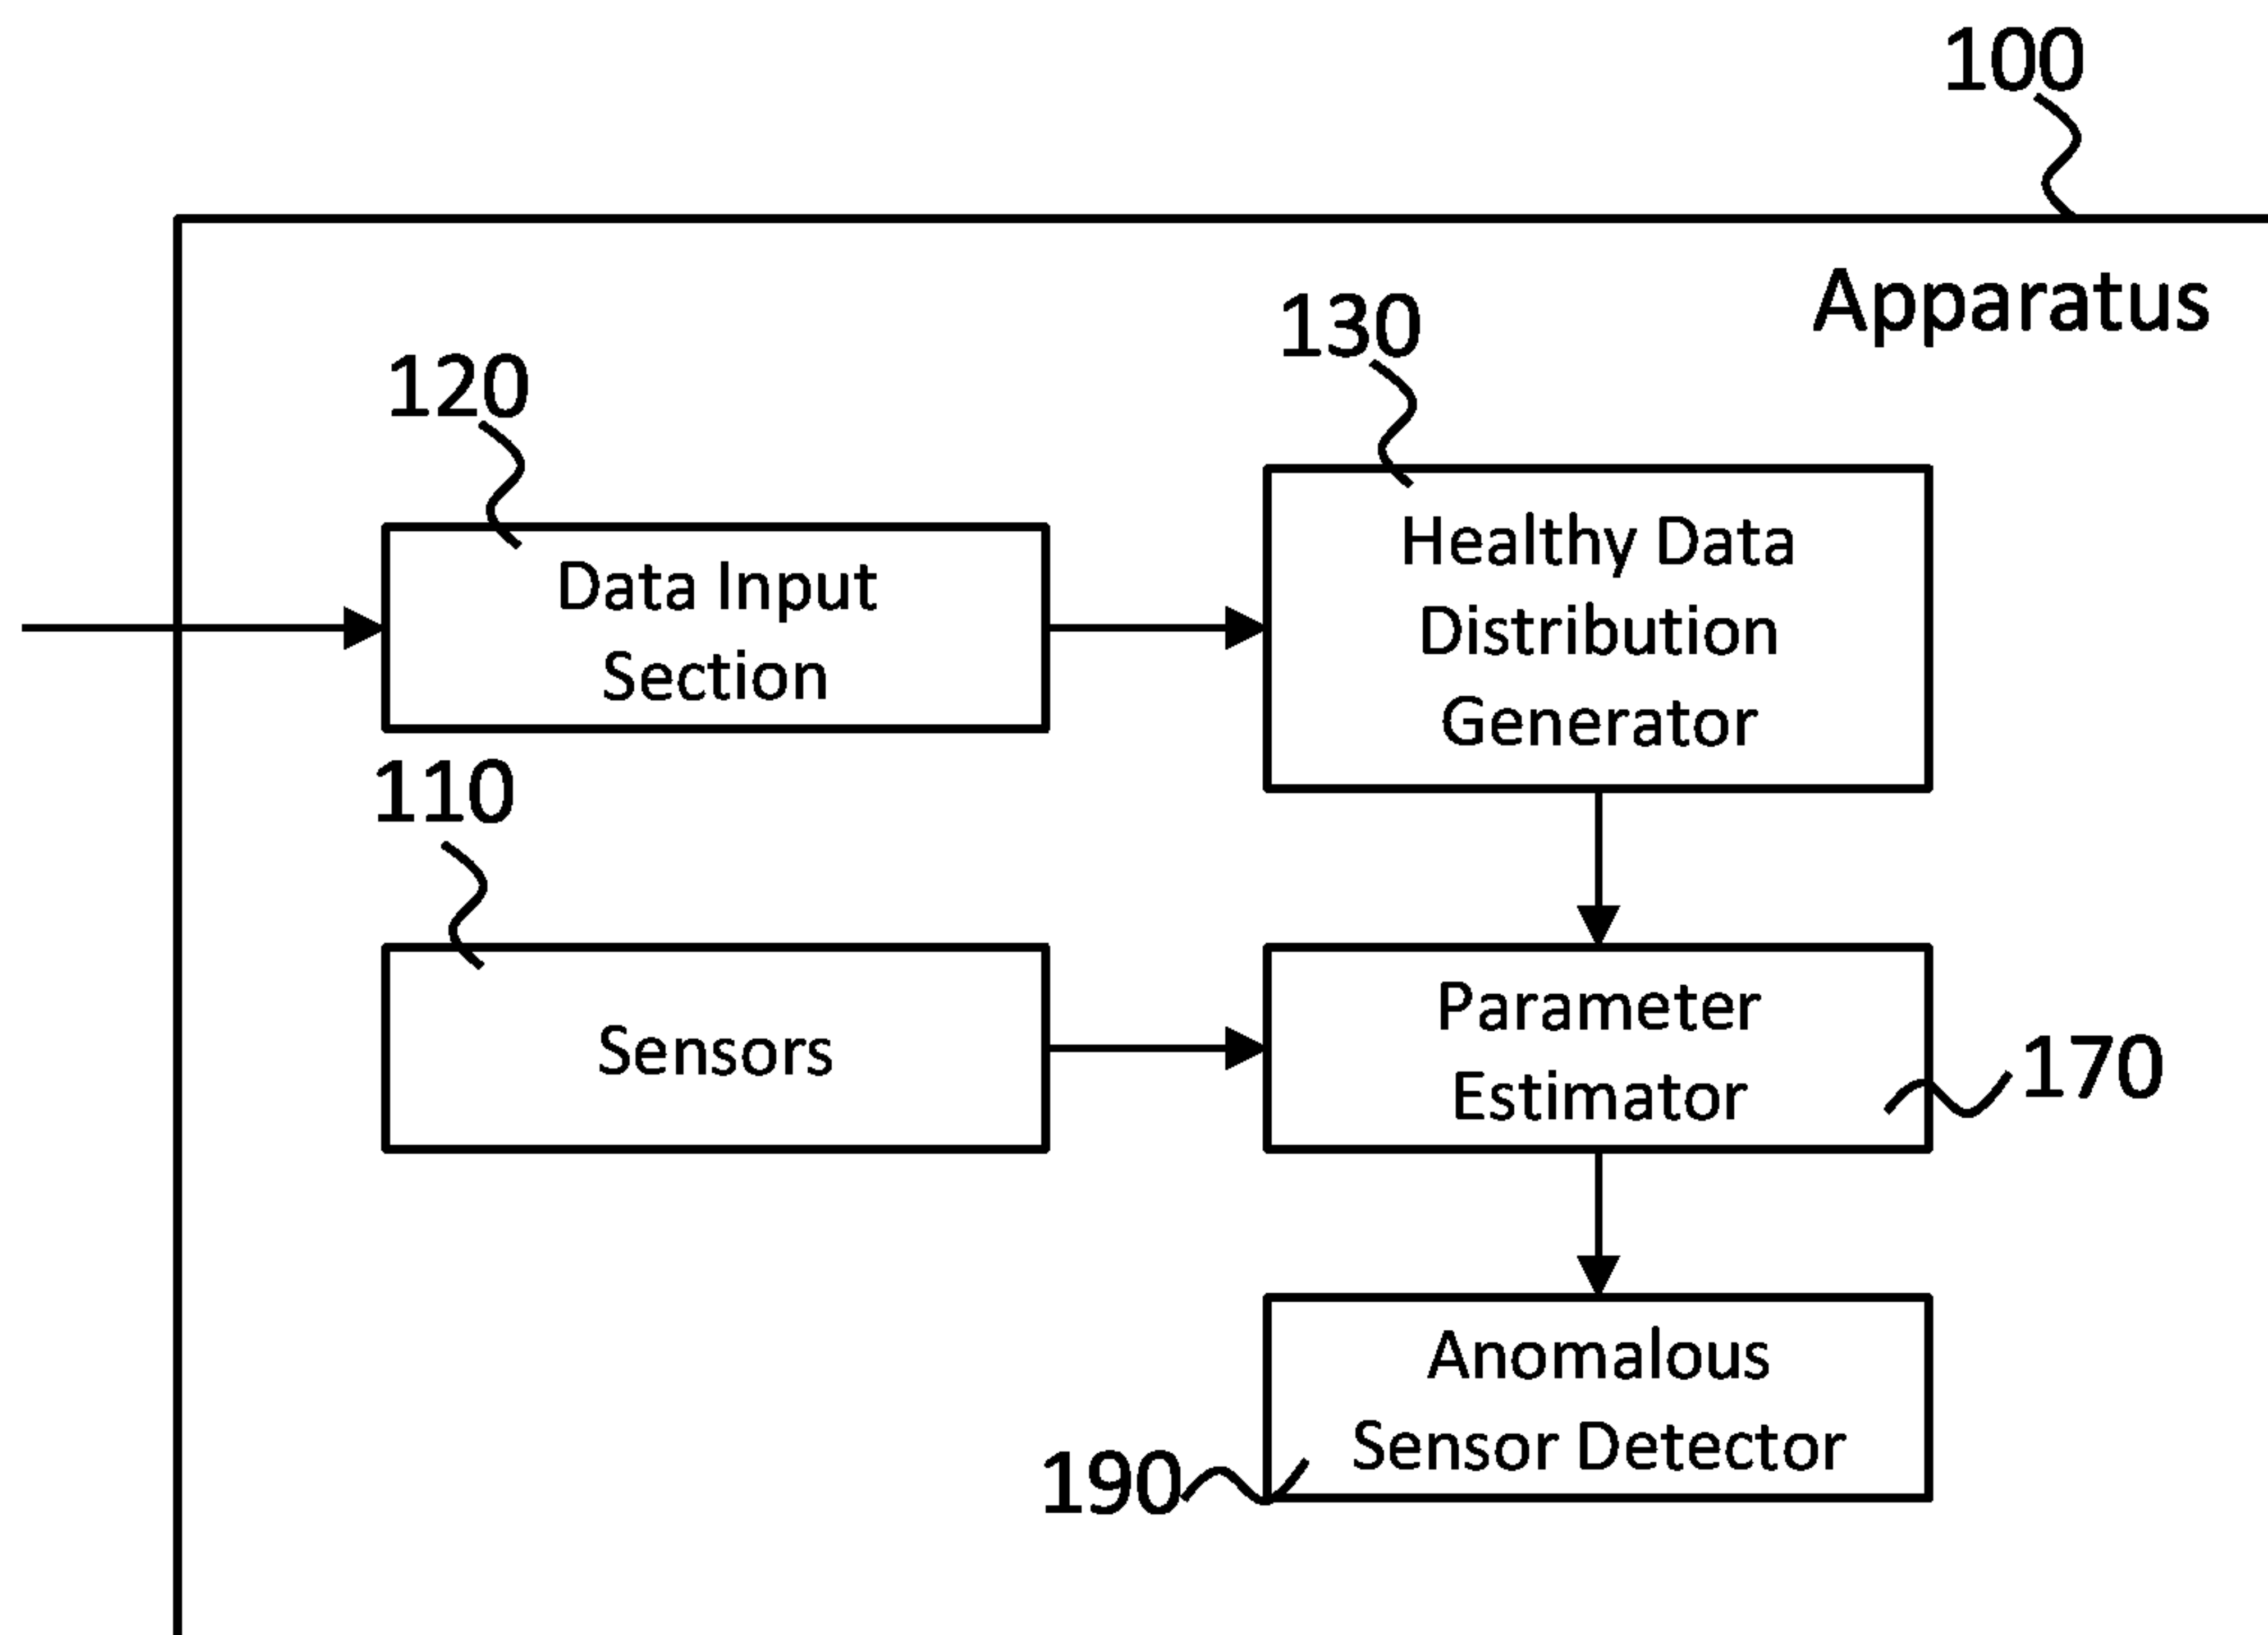 100
Apparatus
130
120
Healthy Data
Distribution
Generator
Data Input
Section
110
Sensors
Parameter
Estimator
170
Anomalous
Sensor Detector
190